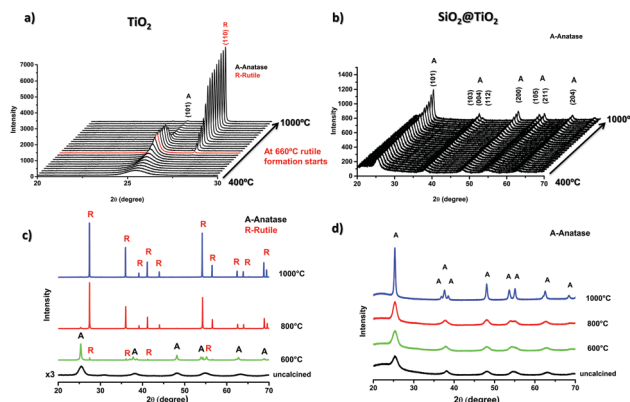 TiO2
SiO2@TiO2
a)
b)
R
(110)
A
(101)
A-Anatase
R-Rutile
7000
6000
5000
4000
3000
2000
1000
0
Intensity
20
25
30
2θ (degree)
1000ºC
At 660ºC rutile
formation starts
400ºC
A-Anatase
A
(101)
A
(103)
(004)
(112)
A
(200)
A
(105)
(211)
A
(204)
1400
1200
1000
800
600
400
200
0
Intensity
20
30
40
50
60
70
2θ (degree)
1000ºC
400ºC
c)
A-Anatase
R-Rutile
R
R
R
R
R
R
R
R
R
R
1000°C
800°C
A
R
R
A
R
A
A
R
A
A
600°C
x3
uncalcined
Intensity
20
30
40
50
60
70
2θ (degree)
d)
A-Anatase
A
A
A
A
A
A
A
A
A
1000°C
800°C
600°C
uncalcined
Intensity
20
30
40
50
60
70
2θ (degree)